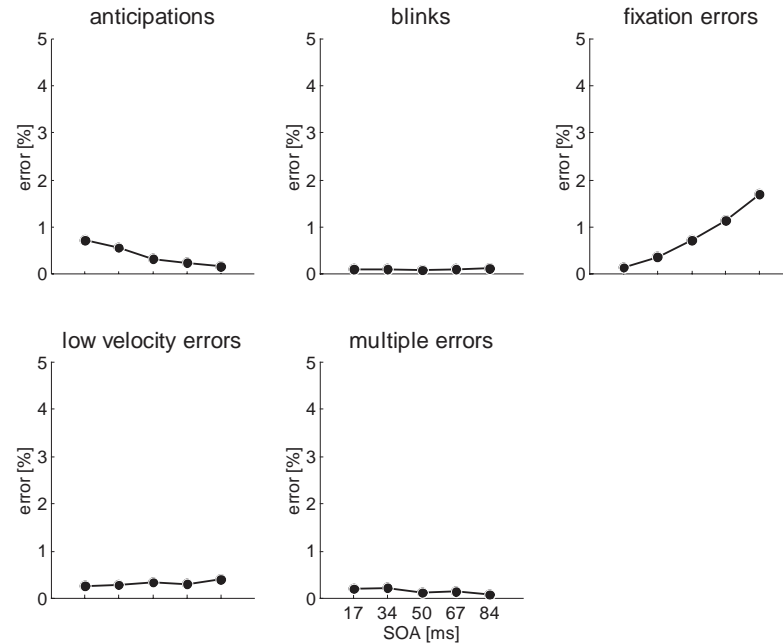 anticipations
5
4
3
2
1
0
error [%]
blinks
5
4
3
2
1
0
error [%]
fixation errors
5
4
3
2
1
0
error [%]
low velocity errors
5
4
3
2
1
0
error [%]
multiple errors
5
4
3
2
1
0
error [%]
17 34 50 67 84
SOA [ms]